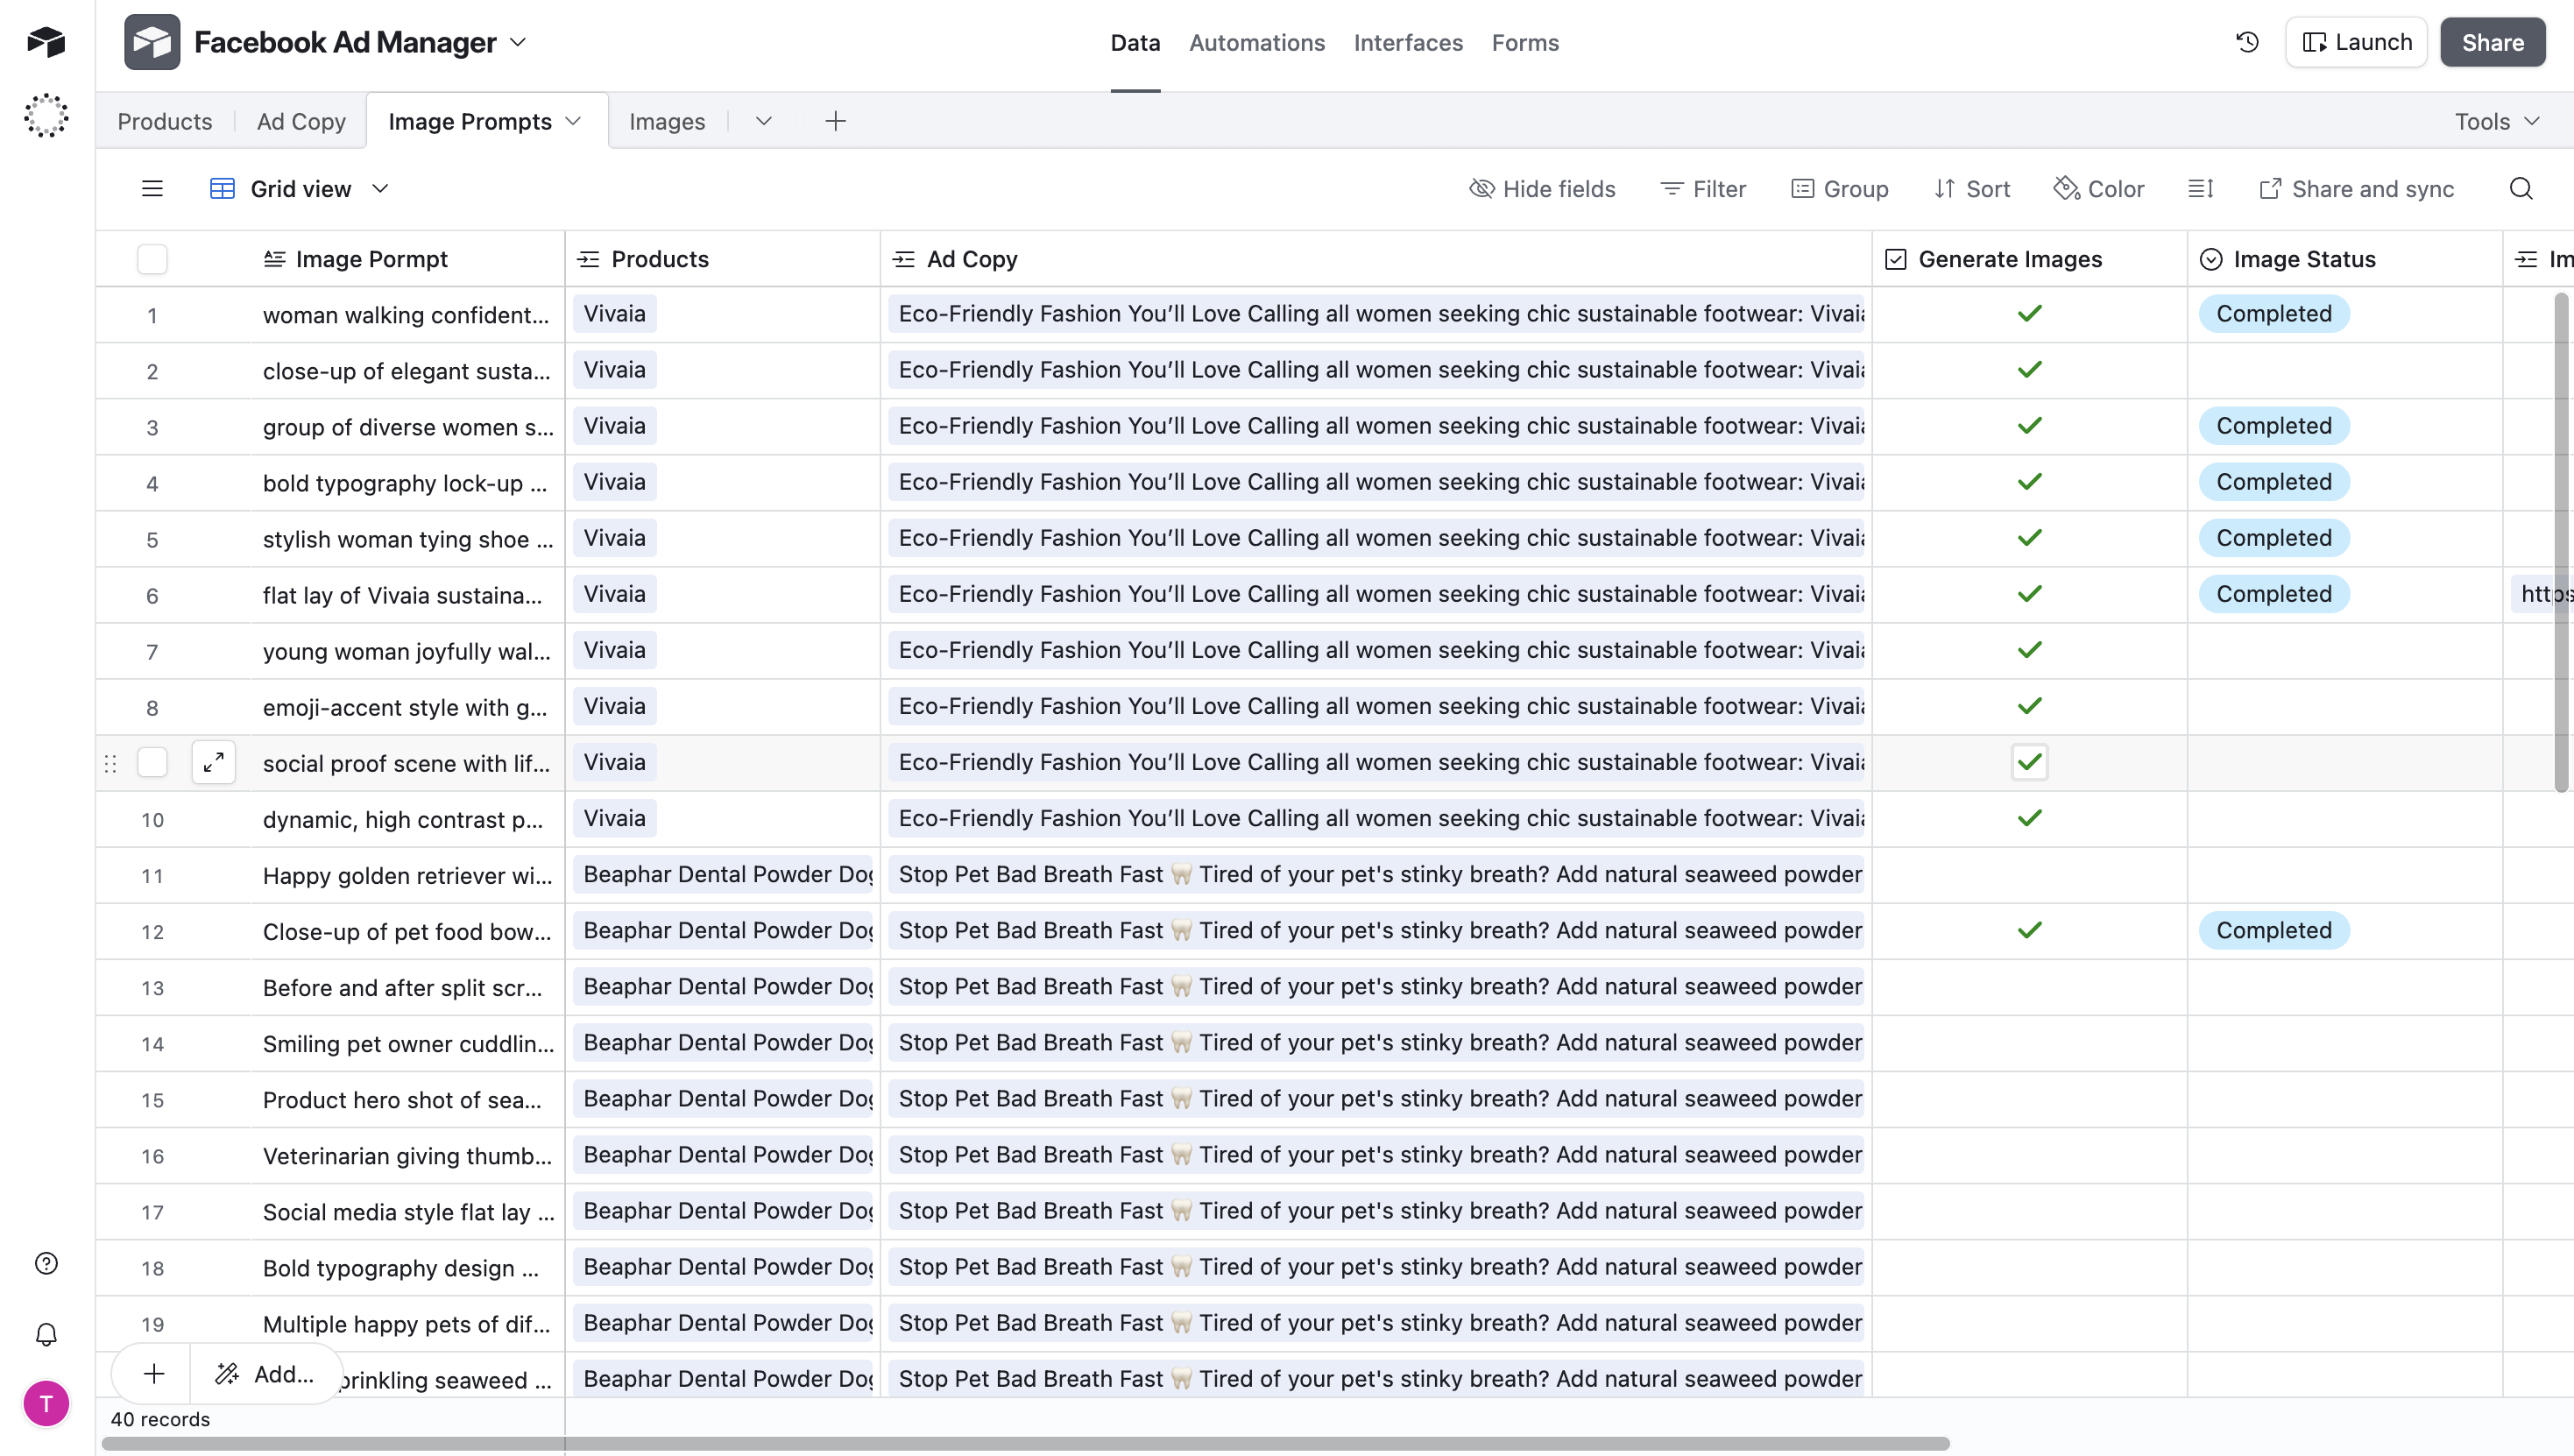 Facebook Ad Manager
Data Automations Interfaces Forms
Launch Share
Products Ad Copy Image Prompts Images
Tools
Grid view
Hide fields Filter Group Sort Color Share and sync
Image Pormpt Products Ad Copy Generate Images Image Status Im
1 woman walking confident... Vivaia Eco-Friendly Fashion You’ll Love Calling all women seeking chic sustainable footwear: Vivaia Completed
2 close-up of elegant susta... Vivaia Eco-Friendly Fashion You’ll Love Calling all women seeking chic sustainable footwear: Vivaia
3 group of diverse women s... Vivaia Eco-Friendly Fashion You’ll Love Calling all women seeking chic sustainable footwear: Vivaia Completed
4 bold typography lock-up ... Vivaia Eco-Friendly Fashion You’ll Love Calling all women seeking chic sustainable footwear: Vivaia Completed
5 stylish woman tying shoe ... Vivaia Eco-Friendly Fashion You’ll Love Calling all women seeking chic sustainable footwear: Vivaia Completed
6 flat lay of Vivaia sustaina... Vivaia Eco-Friendly Fashion You’ll Love Calling all women seeking chic sustainable footwear: Vivaia Completed https
7 young woman joyfully wal... Vivaia Eco-Friendly Fashion You’ll Love Calling all women seeking chic sustainable footwear: Vivaia
8 emoji-accent style with g... Vivaia Eco-Friendly Fashion You’ll Love Calling all women seeking chic sustainable footwear: Vivaia
social proof scene with lif... Vivaia Eco-Friendly Fashion You’ll Love Calling all women seeking chic sustainable footwear: Vivaia
10 dynamic, high contrast p... Vivaia Eco-Friendly Fashion You’ll Love Calling all women seeking chic sustainable footwear: Vivaia
11 Happy golden retriever wi... Beaphar Dental Powder Dog Stop Pet Bad Breath Fast 🦷 Tired of your pet's stinky breath? Add natural seaweed powder
12 Close-up of pet food bow... Beaphar Dental Powder Dog Stop Pet Bad Breath Fast 🦷 Tired of your pet's stinky breath? Add natural seaweed powder Completed
13 Before and after split scr... Beaphar Dental Powder Dog Stop Pet Bad Breath Fast 🦷 Tired of your pet's stinky breath? Add natural seaweed powder
14 Smiling pet owner cuddlin... Beaphar Dental Powder Dog Stop Pet Bad Breath Fast 🦷 Tired of your pet's stinky breath? Add natural seaweed powder
15 Product hero shot of sea... Beaphar Dental Powder Dog Stop Pet Bad Breath Fast 🦷 Tired of your pet's stinky breath? Add natural seaweed powder
16 Veterinarian giving thumb... Beaphar Dental Powder Dog Stop Pet Bad Breath Fast 🦷 Tired of your pet's stinky breath? Add natural seaweed powder
17 Social media style flat lay ... Beaphar Dental Powder Dog Stop Pet Bad Breath Fast 🦷 Tired of your pet's stinky breath? Add natural seaweed powder
18 Bold typography design ... Beaphar Dental Powder Dog Stop Pet Bad Breath Fast 🦷 Tired of your pet's stinky breath? Add natural seaweed powder
19 Multiple happy pets of dif... Beaphar Dental Powder Dog Stop Pet Bad Breath Fast 🦷 Tired of your pet's stinky breath? Add natural seaweed powder
Add... prinkling seaweed ... Beaphar Dental Powder Dog Stop Pet Bad Breath Fast 🦷 Tired of your pet's stinky breath? Add natural seaweed powder
T
40 records